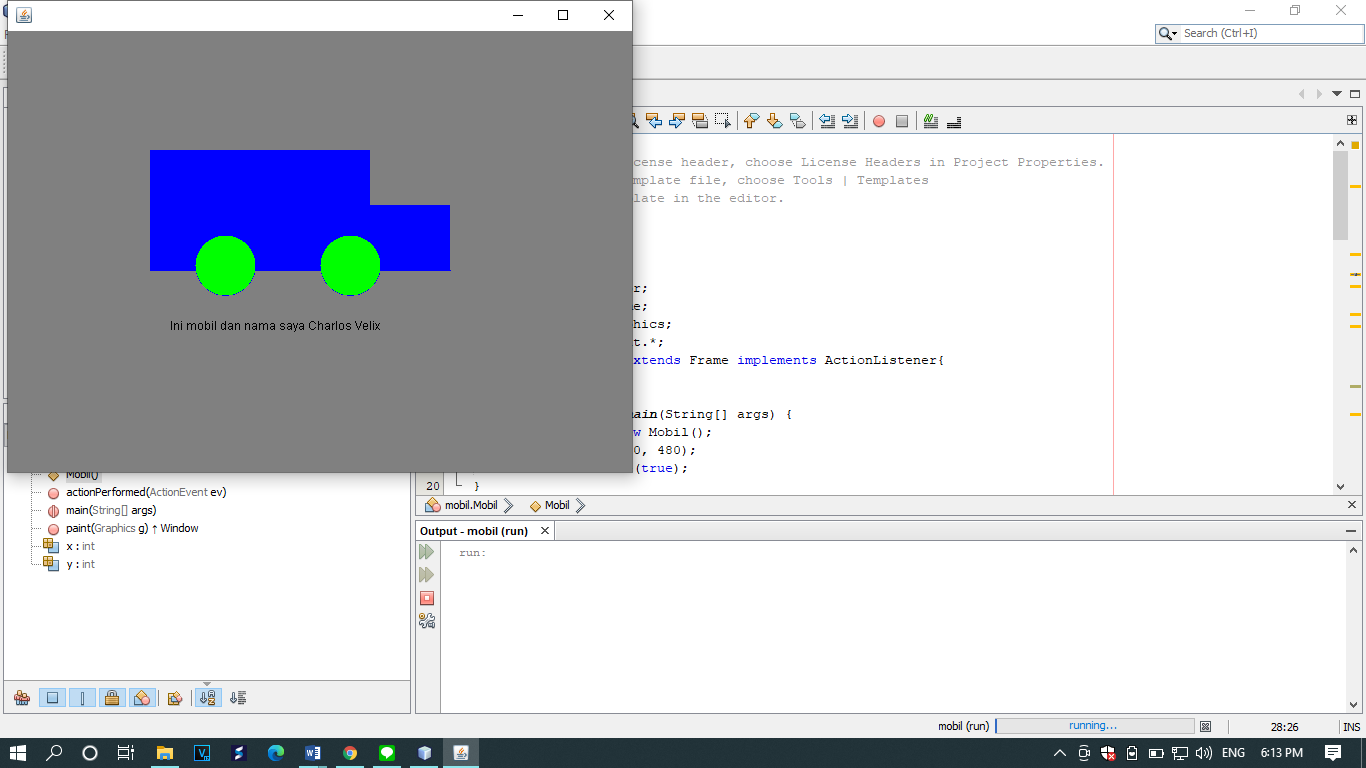 Search (Ctrl+I)
Ini mobil dan nama saya Charlos Velix
cense header, choose License Headers in Project Properties.
mplate file, choose Tools | Templates
late in the editor.
r;
e;
hics;
t.*;
xtends Frame implements ActionListener{
ain(String[] args) {
w Mobil();
0, 480);
(true);
20 }
mobil.Mobil Mobil
Mobil()
actionPerformed(ActionEvent ev)
main(String[] args)
paint(Graphics g) ↑ Window
x : int
y : int
Output - mobil (run)
run:
mobil (run) running... 28:26 INS
ENG 6:13 PM